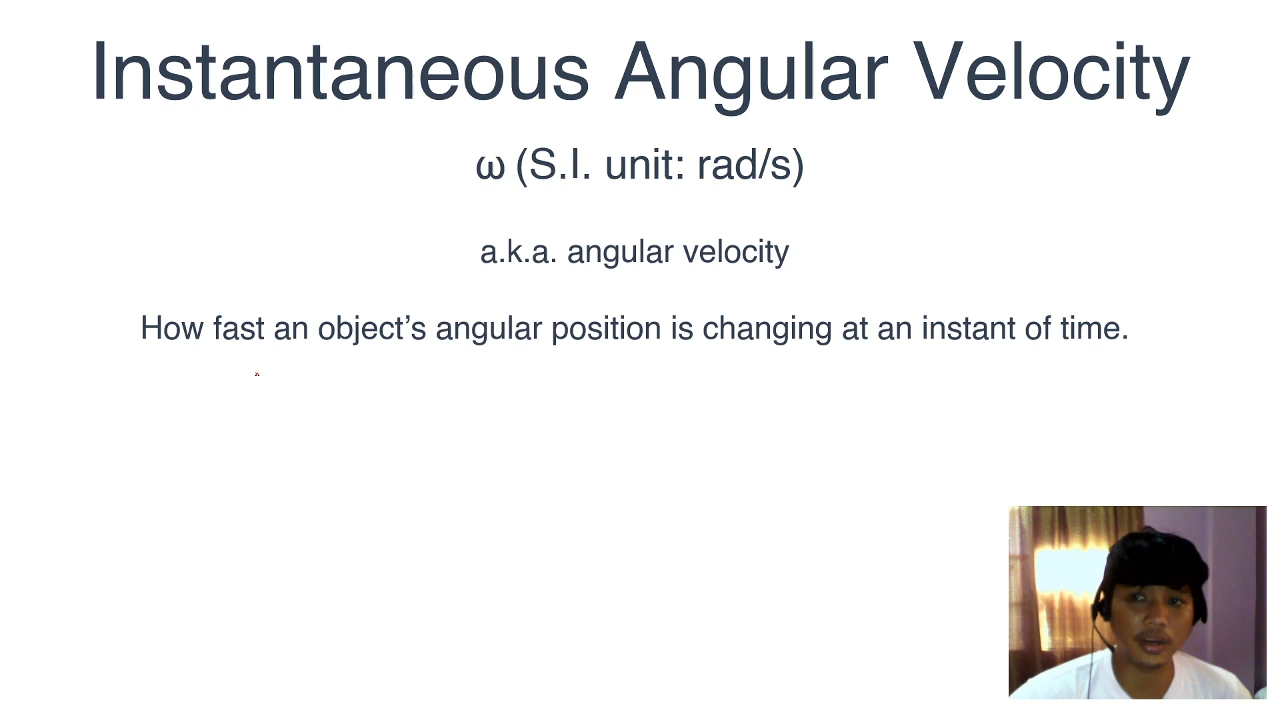 Instantaneous Angular Velocity
ω (S.I. unit: rad/s)
a.k.a. angular velocity
How fast an object’s angular position is changing at an instant of time.